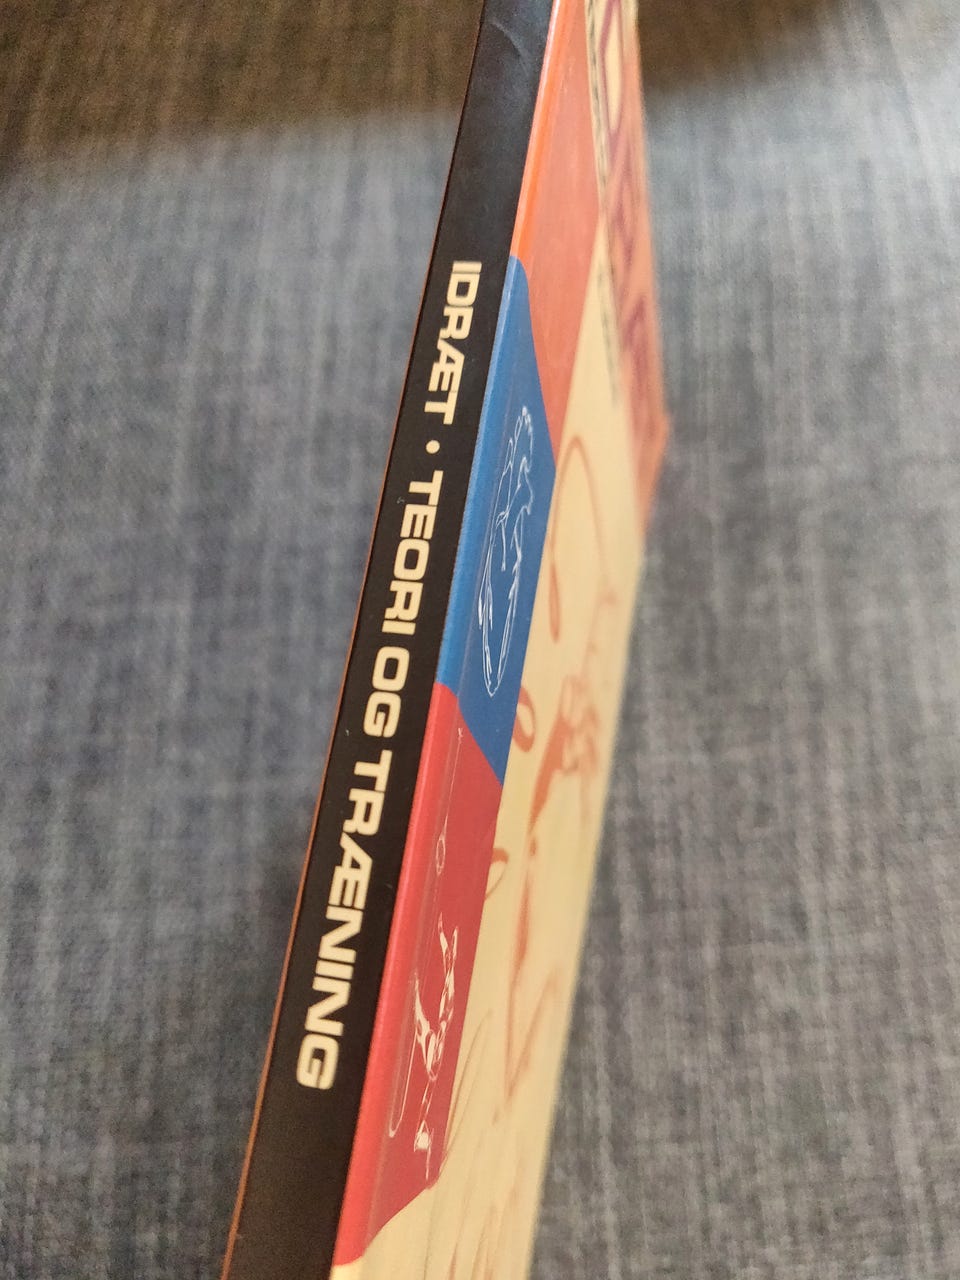 IDRÆT • TEORI OG TRÆNING